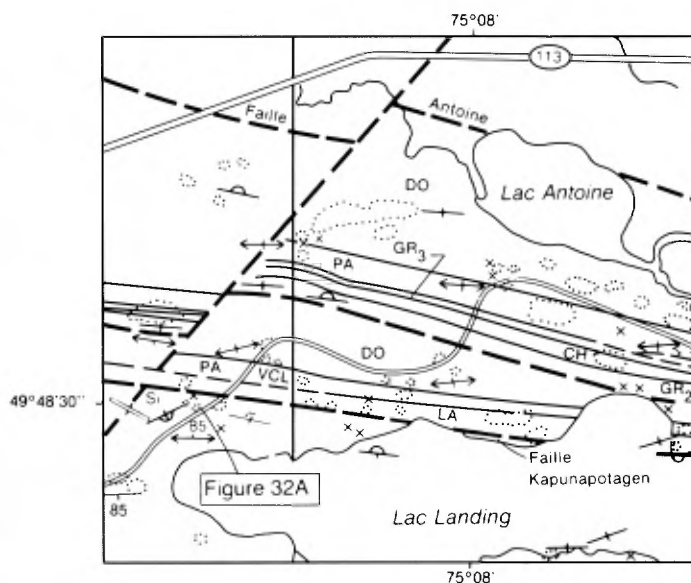 75°08'
113
Faille
Antoine
DO
Lac Antoine
GR3
PA
DO
CH
PA
VCL
GR2
49°48'30"
Si
LA
85
Faille
Kapunapotagen
Figure 32A
Lac Landing
85
75°08'